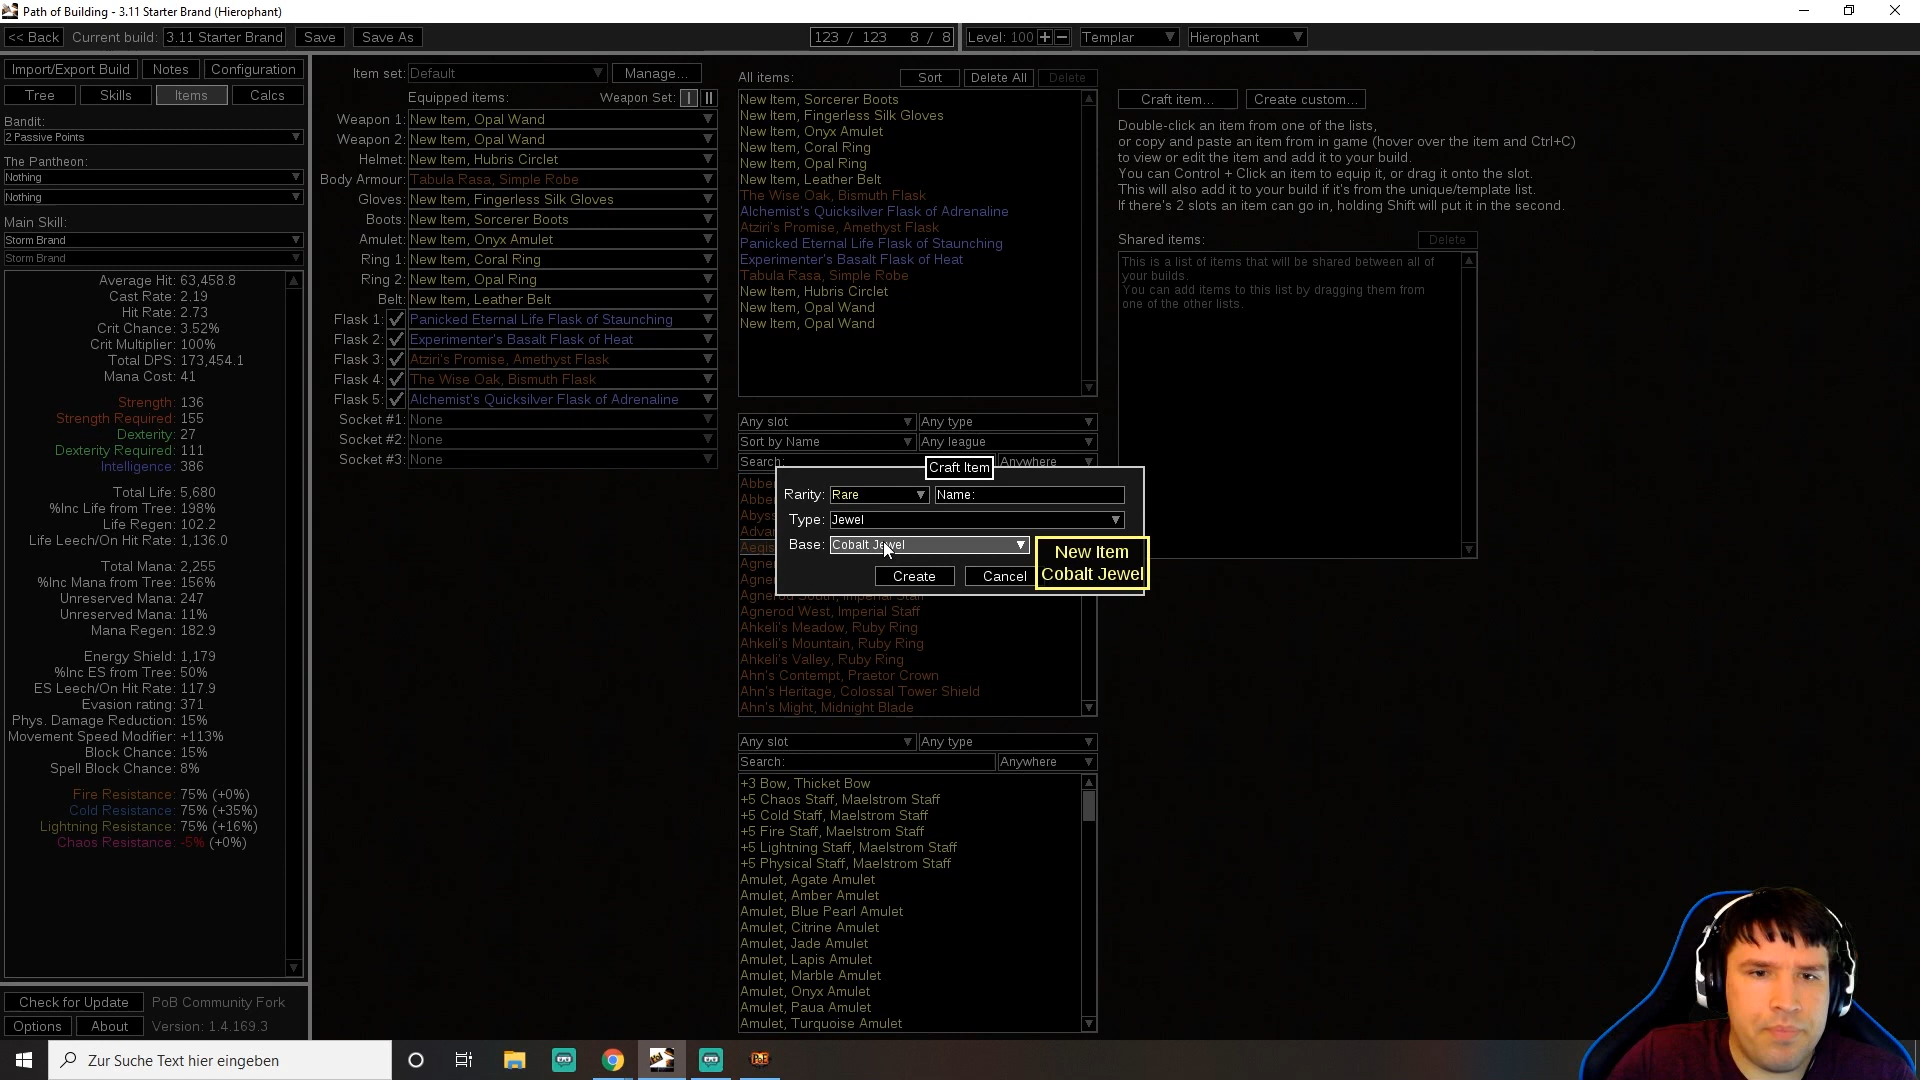 Path of Building - 3.11 Starter Brand (Hierophant)
<< Back Current build: 3.11 Starter Brand Save Save As 123 / 123 8 / 8 Level: 100 Templar Hierophant
Import/Export Build Notes Configuration
Tree Skills Items Calcs
Bandit:
2 Passive Points
The Pantheon:
Nothing
Nothing
Main Skill:
Storm Brand
Storm Brand
Average Hit: 63,458.8
Cast Rate: 2.19
Hit Rate: 2.73
Crit Chance: 3.52%
Crit Multiplier: 100%
Total DPS: 173,454.1
Mana Cost: 41
Strength: 136
Strength Required: 155
Dexterity: 27
Dexterity Required: 111
Intelligence: 386
Total Life: 5,680
%Inc Life from Tree: 198%
Life Regen: 102.2
Life Leech/On Hit Rate: 1,136.0
Total Mana: 2,255
%Inc Mana from Tree: 156%
Unreserved Mana: 247
Unreserved Mana: 11%
Mana Regen: 182.9
Energy Shield: 1,179
%Inc ES from Tree: 50%
ES Leech/On Hit Rate: 117.9
Evasion rating: 371
Phys. Damage Reduction: 15%
Movement Speed Modifier: +113%
Block Chance: 15%
Spell Block Chance: 8%
Fire Resistance: 75% (+0%)
Cold Resistance: 75% (+35%)
Lightning Resistance: 75% (+16%)
Chaos Resistance: -5% (+0%)
Check for Update PoB Community Fork
Options About Version: 1.4.169.3
Item set: Default Manage...
Equipped items: Weapon Set: I II
Weapon 1: New Item, Opal Wand
Weapon 2: New Item, Opal Wand
Helmet: New Item, Hubris Circlet
Body Armour: Tabula Rasa, Simple Robe
Gloves: New Item, Fingerless Silk Gloves
Boots: New Item, Sorcerer Boots
Amulet: New Item, Onyx Amulet
Ring 1: New Item, Coral Ring
Ring 2: New Item, Opal Ring
Belt: New Item, Leather Belt
Flask 1: Panicked Eternal Life Flask of Staunching
Flask 2: Experimenter's Basalt Flask of Heat
Flask 3: Atziri's Promise, Amethyst Flask
Flask 4: The Wise Oak, Bismuth Flask
Flask 5: Alchemist's Quicksilver Flask of Adrenaline
Socket #1: None
Socket #2: None
Socket #3: None
All items: Sort Delete All Delete
New Item, Sorcerer Boots
New Item, Fingerless Silk Gloves
New Item, Onyx Amulet
New Item, Coral Ring
New Item, Opal Ring
New Item, Leather Belt
The Wise Oak, Bismuth Flask
Alchemist's Quicksilver Flask of Adrenaline
Atziri's Promise, Amethyst Flask
Panicked Eternal Life Flask of Staunching
Experimenter's Basalt Flask of Heat
Tabula Rasa, Simple Robe
New Item, Hubris Circlet
New Item, Opal Wand
New Item, Opal Wand
Any slot Any type
Sort by Name Any league
Search: Anywhere
Craft Item
Rarity: Rare Name:
Type: Jewel
Base: Cobalt Jewel
Create Cancel
New Item
Cobalt Jewel
Agnerod West, Imperial Staff
Ahkeli's Meadow, Ruby Ring
Ahkeli's Mountain, Ruby Ring
Ahkeli's Valley, Ruby Ring
Ahn's Contempt, Praetor Crown
Ahn's Heritage, Colossal Tower Shield
Ahn's Might, Midnight Blade
Any slot Any type
Search: Anywhere
+3 Bow, Thicket Bow
+5 Chaos Staff, Maelstrom Staff
+5 Cold Staff, Maelstrom Staff
+5 Fire Staff, Maelstrom Staff
+5 Lightning Staff, Maelstrom Staff
+5 Physical Staff, Maelstrom Staff
Amulet, Agate Amulet
Amulet, Amber Amulet
Amulet, Blue Pearl Amulet
Amulet, Citrine Amulet
Amulet, Jade Amulet
Amulet, Lapis Amulet
Amulet, Marble Amulet
Amulet, Onyx Amulet
Amulet, Paua Amulet
Amulet, Turquoise Amulet
Craft item... Create custom...
Double-click an item from one of the lists,
or copy and paste an item from in game (hover over the item and Ctrl+C)
to view or edit the item and add it to your build.
You can Control + Click an item to equip it, or drag it onto the slot.
This will also add it to your build if it's from the unique/template list.
If there's 2 slots an item can go in, holding Shift will put it in the second.
Shared items: Delete
This is a list of items that will be shared between all of
your builds.
You can add items to this list by dragging them from
one of the other lists.
Zur Suche Text hier eingeben